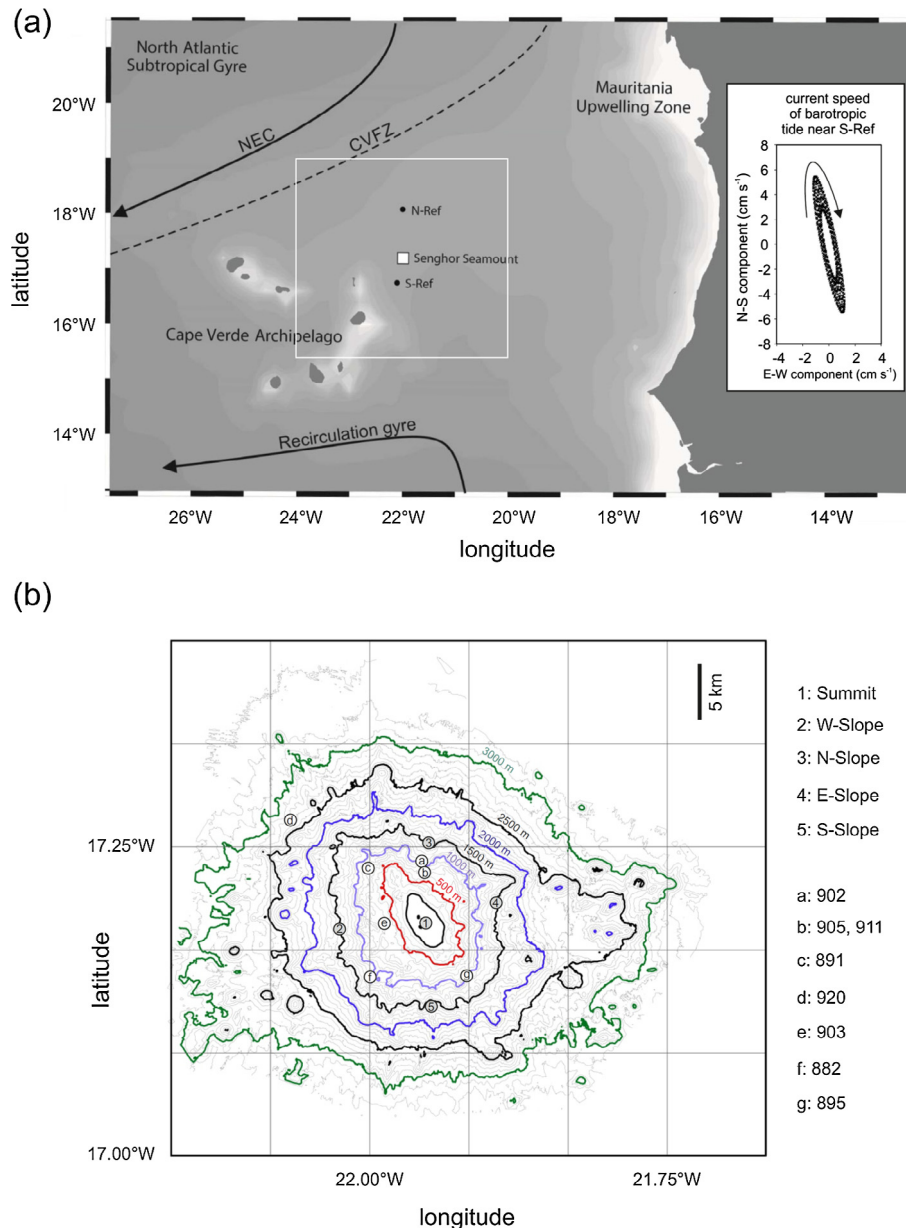 (a)
North Atlantic
Subtropical Gyre
NEC
CVFZ
Mauritania
Upwelling Zone
N-Ref
Senghor Seamount
S-Ref
Cape Verde Archipelago
Recirculation gyre
20°W
18°W
16°W
14°W
latitude
26°W
24°W
22°W
20°W
18°W
16°W
14°W
longitude
current speed
of barotropic
tide near S-Ref
8
6
4
2
0
-2
-4
-6
-8
N-S component (cm s⁻¹)
-4
0
4
E-W component (cm s⁻¹)
(b)
5 km
3000 m
2500 m
2000 m
1500 m
1000 m
500 m
d
3
a
c
b
4
2
e
1
f
g
5
17.25°W
17.00°W
latitude
22.00°W
21.75°W
longitude
1: Summit
2: W-Slope
3: N-Slope
4: E-Slope
5: S-Slope
a: 902
b: 905, 911
c: 891
d: 920
e: 903
f: 882
g: 895